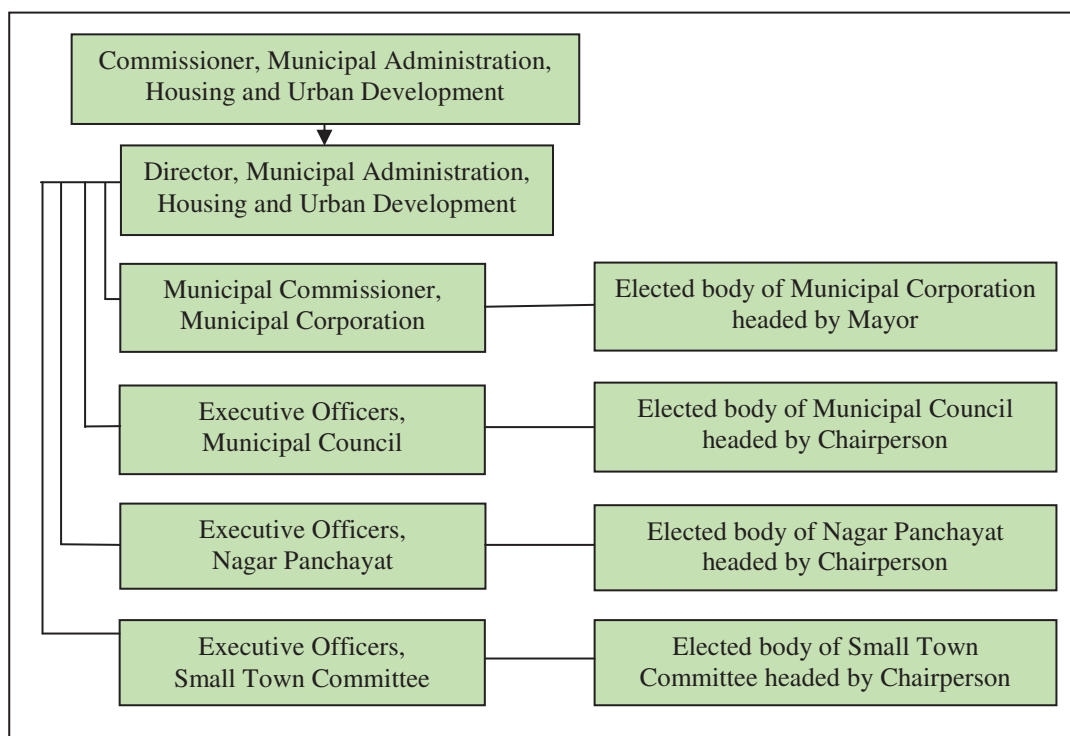 Commissioner, Municipal Administration,
Housing and Urban Development
Director, Municipal Administration,
Housing and Urban Development
Municipal Commissioner,
Municipal Corporation
Elected body of Municipal Corporation
headed by Mayor
Executive Officers,
Municipal Council
Elected body of Municipal Council
headed by Chairperson
Executive Officers,
Nagar Panchayat
Elected body of Nagar Panchayat
headed by Chairperson
Executive Officers,
Small Town Committee
Elected body of Small Town
Committee headed by Chairperson